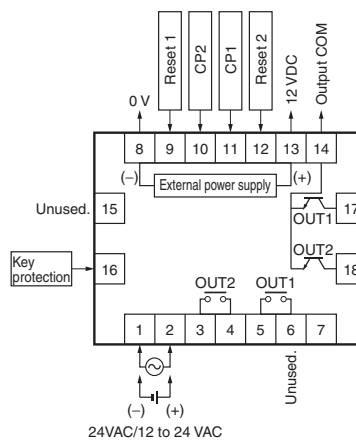 Reset 1
CP2
CP1
Reset 2
12 VDC
Output COM
0 V
8 9 10 11 12 13 14
(−) External power supply (+)
Unused. 15
17
OUT1
Key
protection
16
OUT2
18
OUT2 OUT1
1 2 3 4 5 6 7
Unused.
(−) (+)
24VAC/12 to 24 VAC